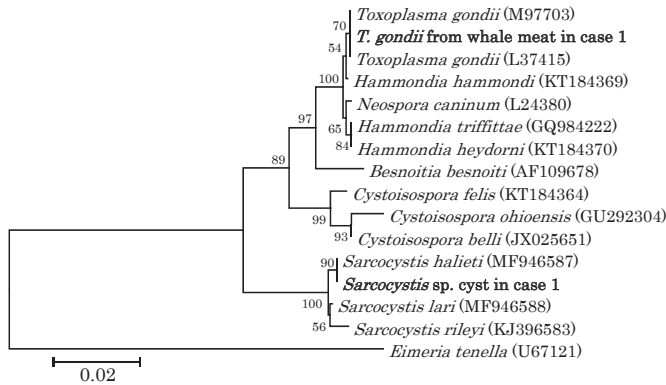 Toxoplasma gondii (M97703)
70
T. gondii from whale meat in case 1
54
Toxoplasma gondii (L37415)
100
Hammondia hammondi (KT184369)
Neospora caninum (L24380)
97
65
Hammondia triffittae (GQ984222)
84
Hammondia heydorni (KT184370)
89
Besnoitia besnoiti (AF109678)
Cystoisospora felis (KT184364)
99
Cystoisospora ohioensis (GU292304)
93
Cystoisospora belli (JX025651)
90
Sarcocystis halieti (MF946587)
Sarcocystis sp. cyst in case 1
100
Sarcocystis lari (MF946588)
56
Sarcocystis rileyi (KJ396583)
Eimeria tenella (U67121)
0.02